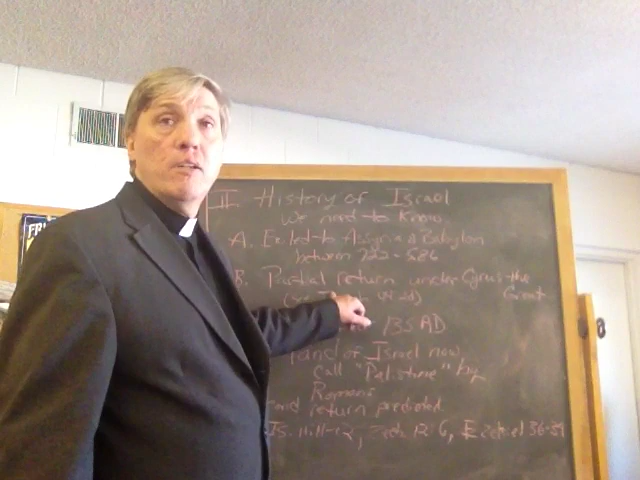 II History of Israel
We need to Know
A. Exiled to Assyria & Babylon
between 722-586
B. Partial return under Cyrus the
Great
135 AD
land of Israel now
call "Palestine" by
Romans
return predicted
Is. 11:11-12, Zech 12:6, Ezekiel 36-39